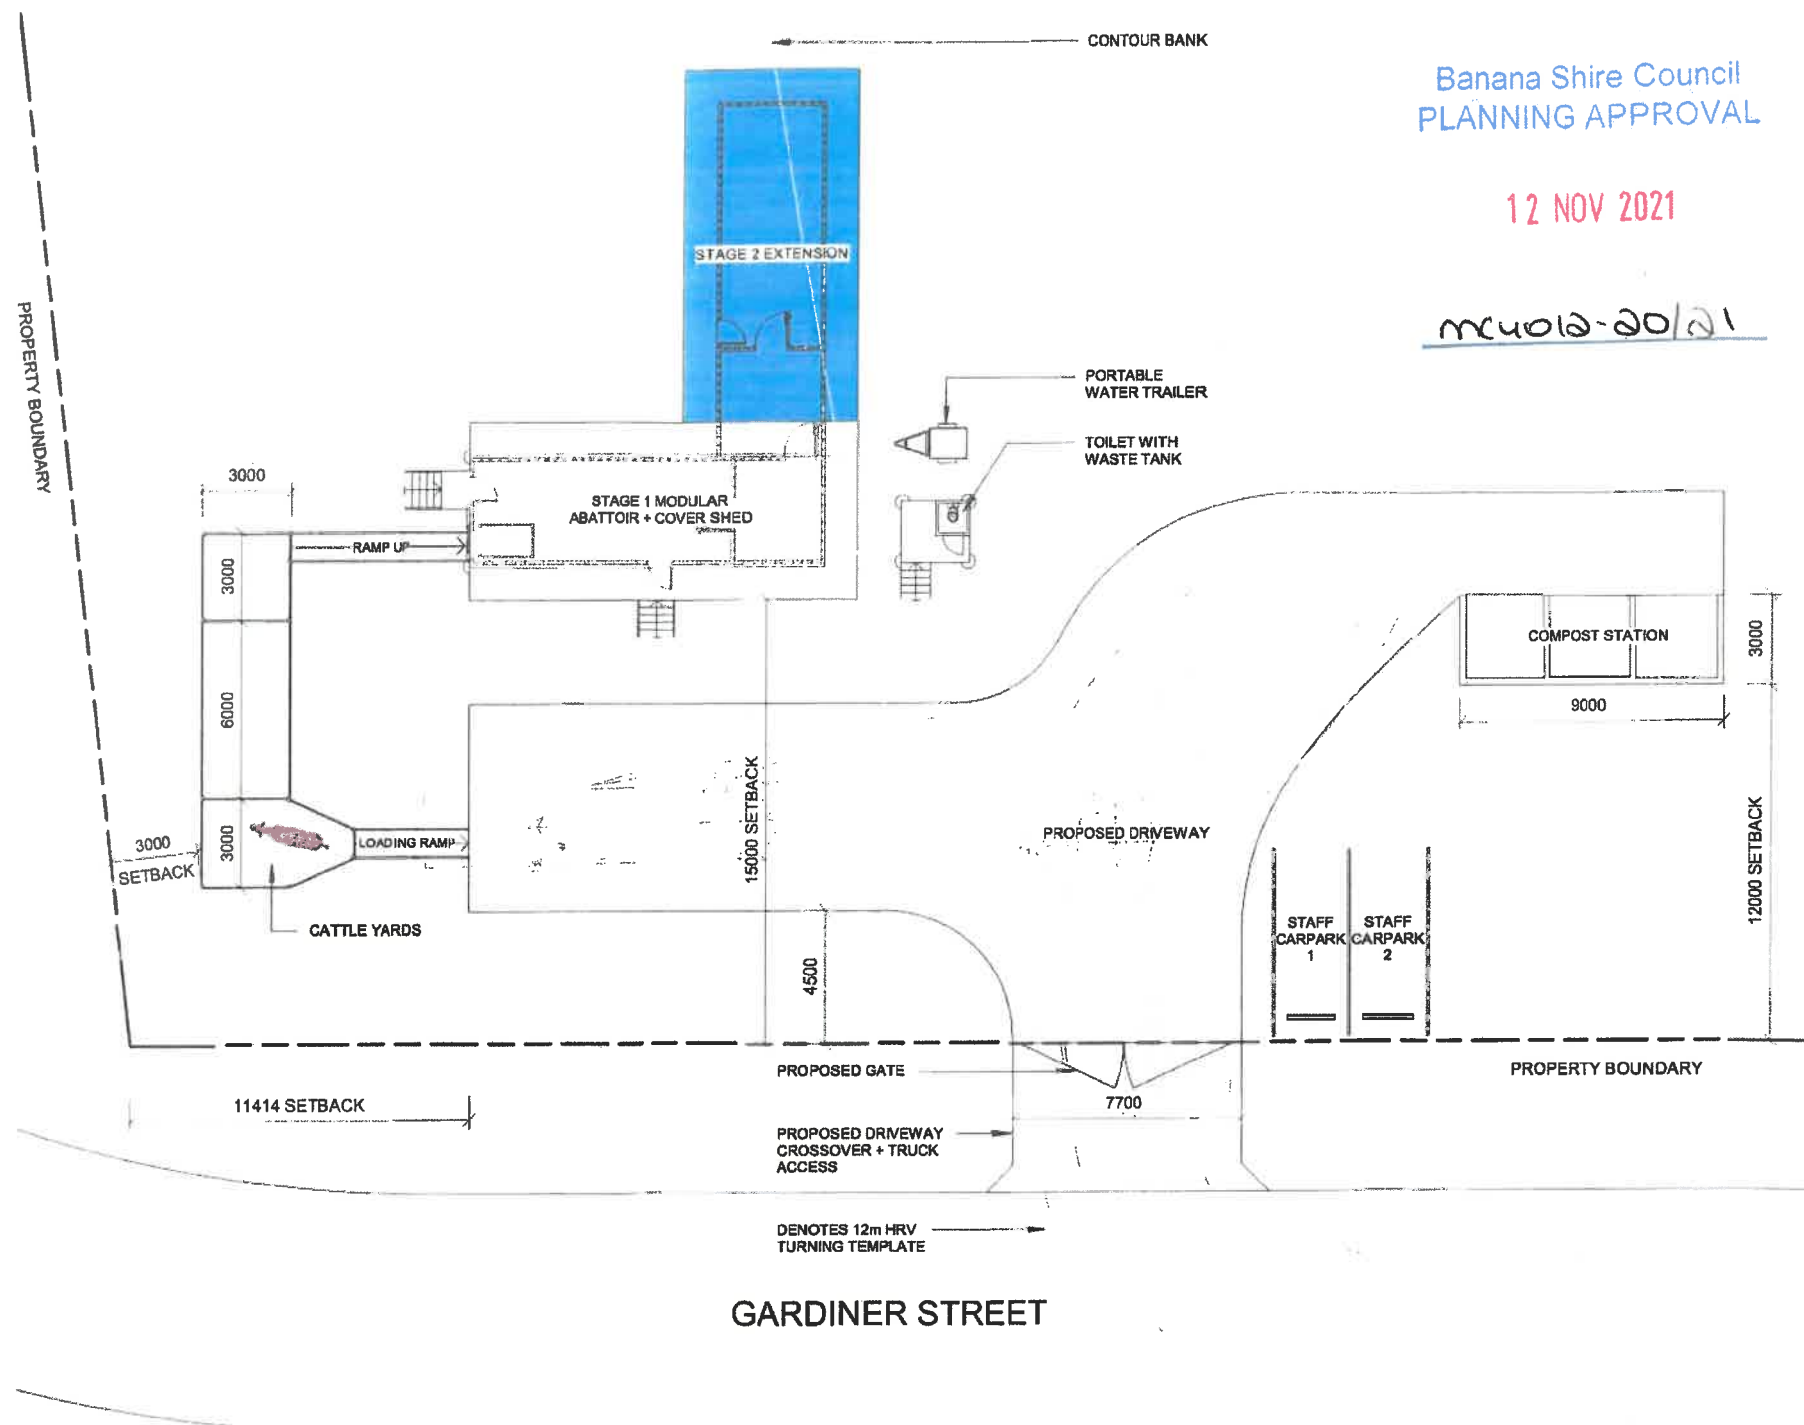 CONTOUR BANK
Banana Shire Council
PLANNING APPROVAL
12 NOV 2021
MCU012-20/21
STAGE 2 EXTENSION
PROPERTY BOUNDARY
PORTABLE
WATER TRAILER
TOILET WITH
WASTE TANK
3000
STAGE 1 MODULAR
ABATTOIR + COVER SHED
RAMP UP
3000
6000
3000
COMPOST STATION
3000
9000
15000 SETBACK
PROPOSED DRIVEWAY
12000 SETBACK
3000
SETBACK
LOADING RAMP
CATTLE YARDS
4500
STAFF
CARPARK
1
STAFF
CARPARK
2
PROPOSED GATE
PROPERTY BOUNDARY
7700
11414 SETBACK
PROPOSED DRIVEWAY
CROSSOVER + TRUCK
ACCESS
DENOTES 12m HRV
TURNING TEMPLATE
GARDINER STREET